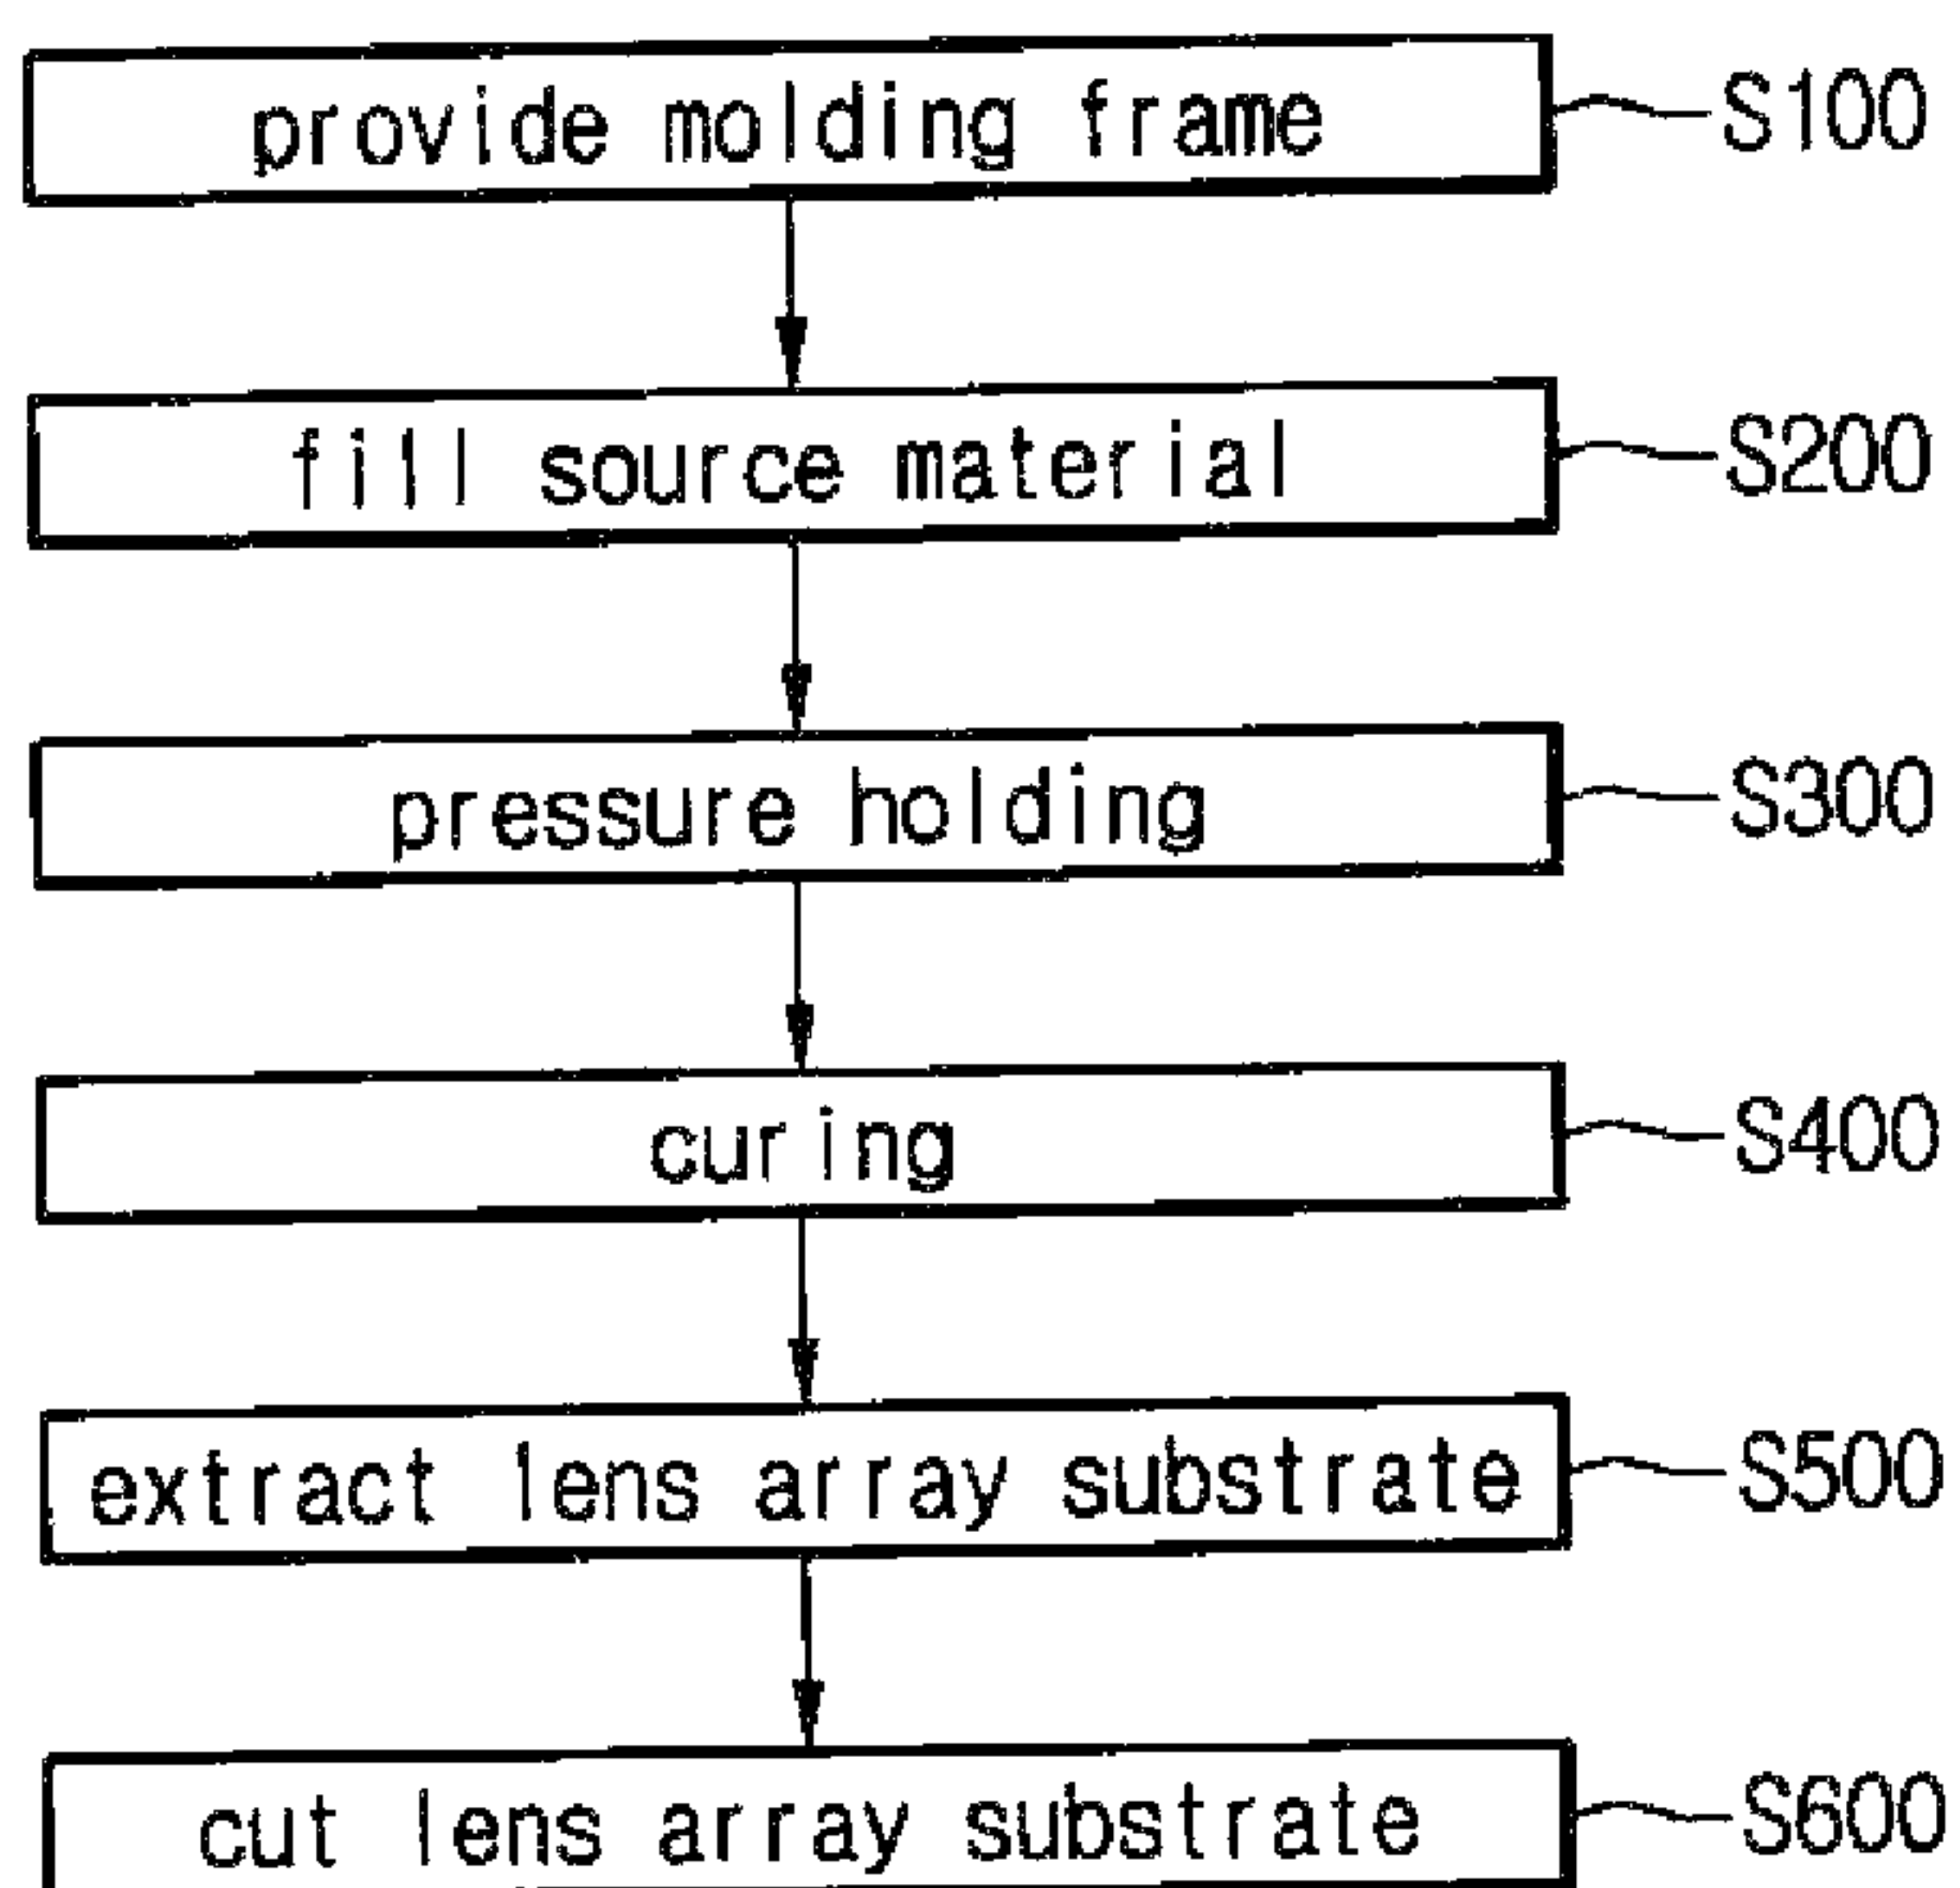 provide molding frame S100
fill source material S200
pressure holding S300
curing S400
extract lens array substrate S500
cut lens array substrate S600